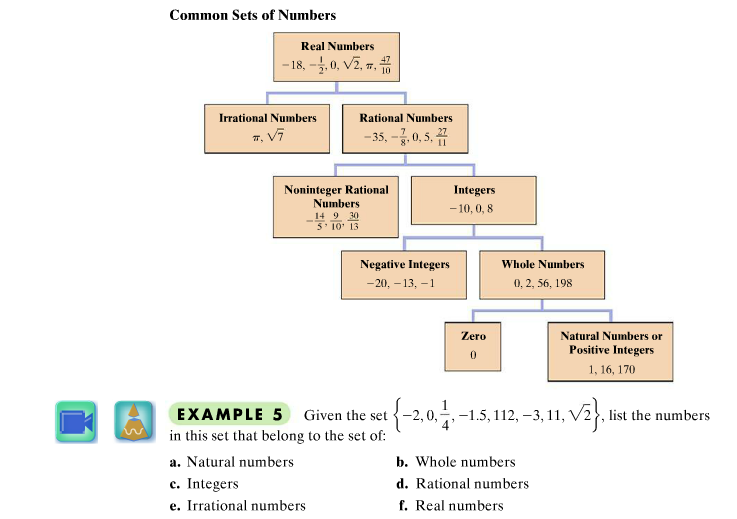 Common Sets of Numbers
Real Numbers
−18, −1/2, 0, √2, π, 47/10
Irrational Numbers
π, √7
Rational Numbers
−35, −7/8, 0, 5, 27/11
Noninteger Rational
Numbers
−14/5, 9/10, 30/13
Integers
−10, 0, 8
Negative Integers
−20, −13, −1
Whole Numbers
0, 2, 56, 198
Zero
0
Natural Numbers or
Positive Integers
1, 16, 170
EXAMPLE 5 Given the set {−2, 0, 1/4, −1.5, 112, −3, 11, √2}, list the numbers
in this set that belong to the set of:
a. Natural numbers b. Whole numbers
c. Integers d. Rational numbers
e. Irrational numbers f. Real numbers